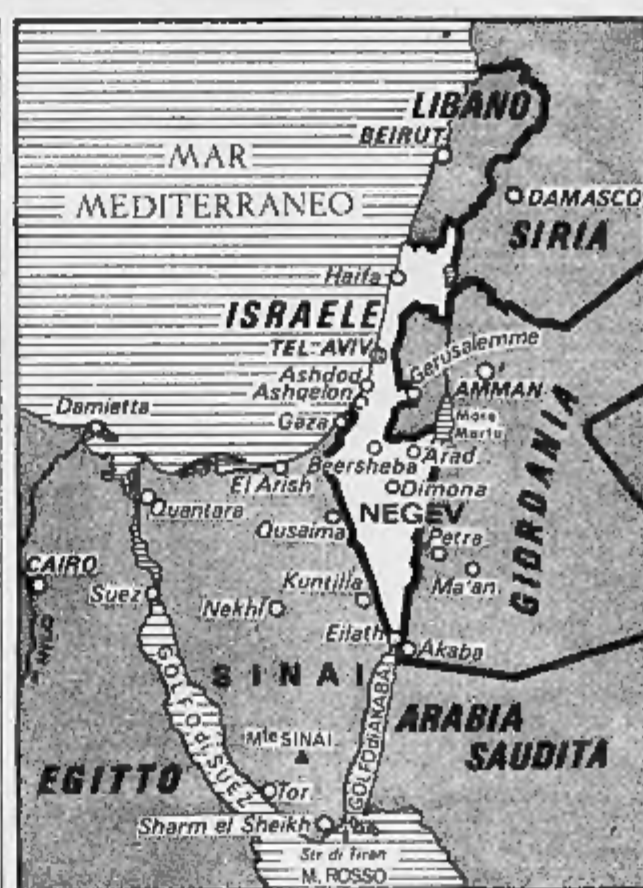 LIBANO
BEIRUT
MAR
MEDITERRANEO
DAMASCO
SIRIA
Haifa
ISRAELE
TEL-AVIV
Gerusalemme
Ashdod
Ashqelon
AMMAN
Damietta
Gaza
Mare
Morto
Beersheba
Arad
El Arish
Dimona
Quantara
NEGEV
GIORDANIA
Qusaima
Petra
CAIRO
Kuntilla
Ma'an
Suez
Nekhl
NILO
Eilath
Akaba
SINAI
GOLFO di SUEZ
GOLFO di AKABA
ARABIA
SAUDITA
Mte SINAI
EGITTO
Tor
Sharm el Sheikh
Str. di Tiran
M. ROSSO